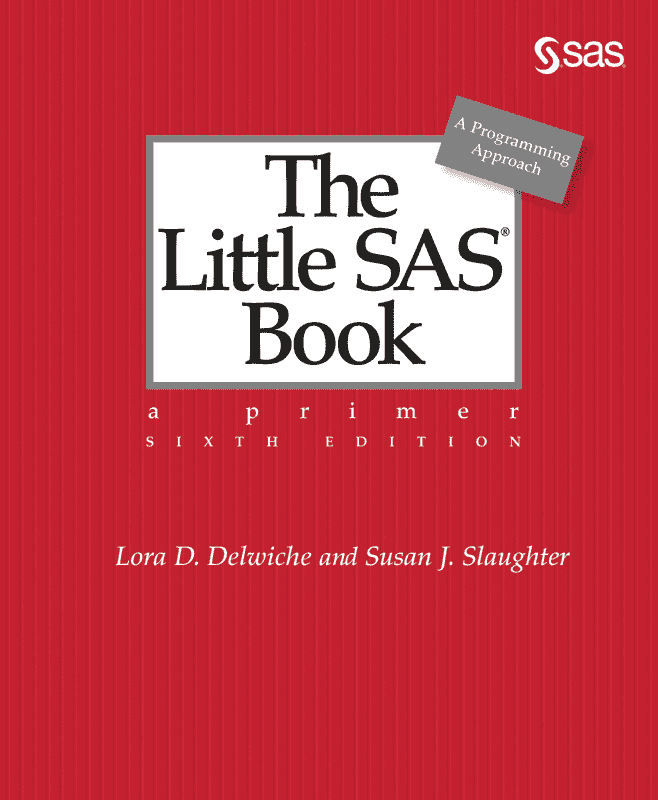 sas
A Programming
Approach
The
Little SAS®
Book
a primer
SIXTH EDITION
Lora D. Delwiche and Susan J. Slaughter